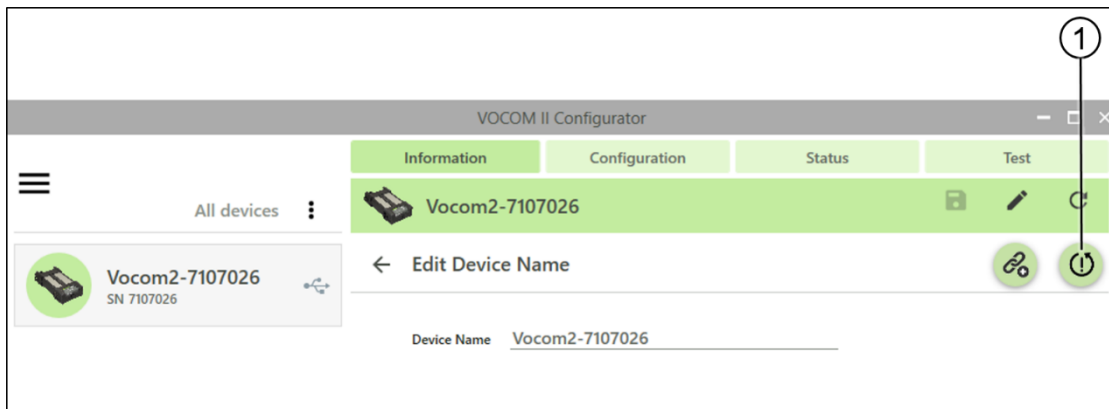 1
VOCOM II Configurator
Information Configuration Status Test
All devices
Vocom2-7107026
Edit Device Name
Vocom2-7107026
SN 7107026
Device Name Vocom2-7107026